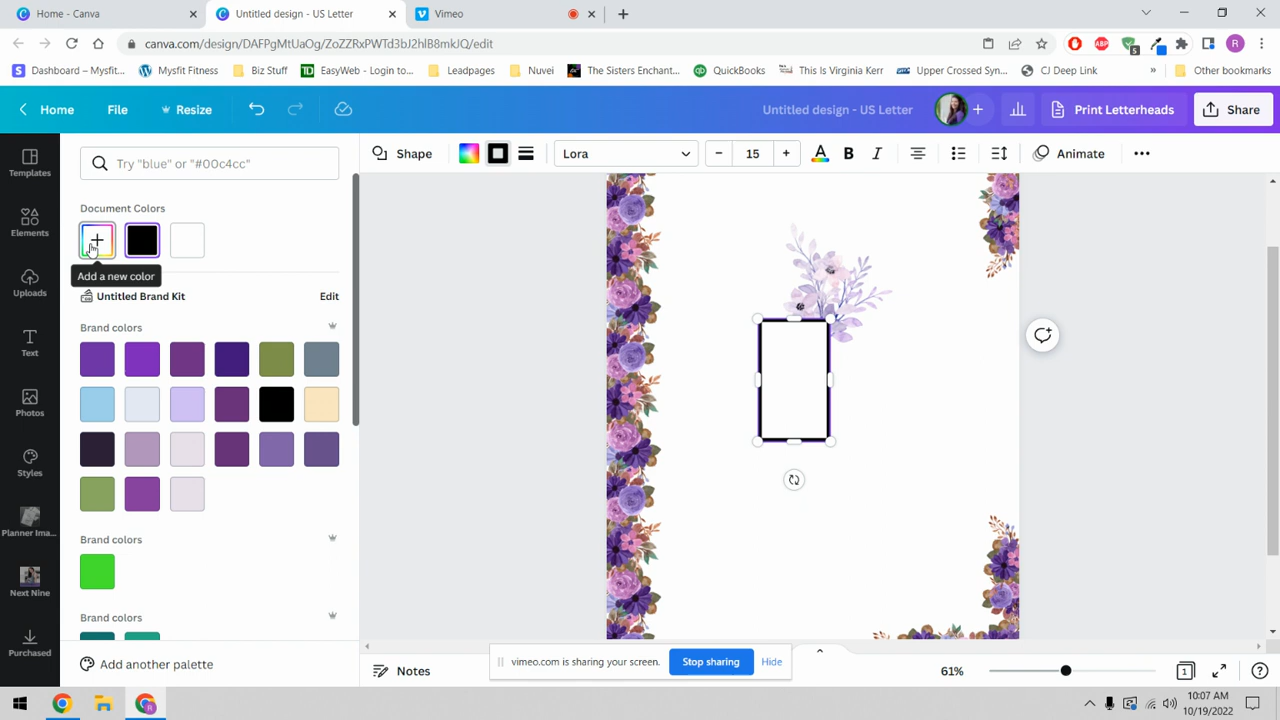 Home - Canva
Untitled design - US Letter
Vimeo
canva.com/design/DAFPgMtUaOg/ZoZZRxPWTd3bJ2hlB8mkJQ/edit
Dashboard – Mysfit...
Mysfit Fitness
Biz Stuff
EasyWeb - Login to...
Leadpages
Nuvei
The Sisters Enchant...
QuickBooks
This Is Virginia Kerr
Upper Crossed Syn...
CJ Deep Link
Other bookmarks
Home
File
Resize
Untitled design - US Letter
Print Letterheads
Share
Try "blue" or "#00c4cc"
Shape
Lora
15
Animate
Templates
Elements
Uploads
Text
Photos
Styles
Planner Ima...
Next Nine
Purchased
Document Colors
Add a new color
Untitled Brand Kit
Edit
Brand colors
Brand colors
Brand colors
Add another palette
Notes
vimeo.com is sharing your screen.
Stop sharing
Hide
61%
1
10:07 AM
10/19/2022